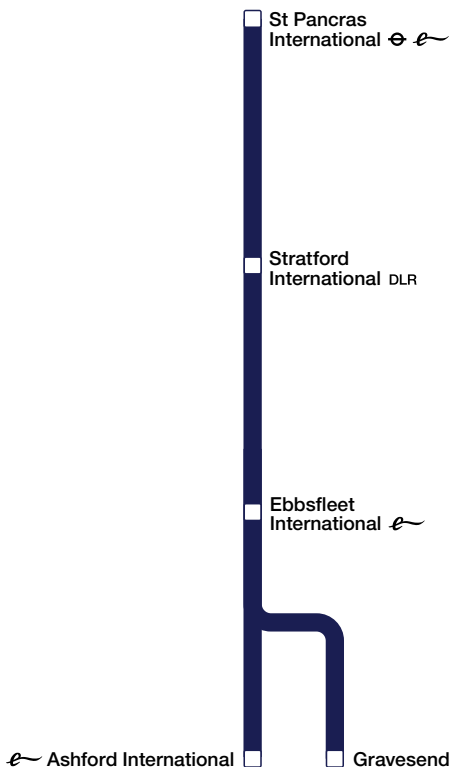 St Pancras
International
Stratford
International DLR
Ebbsfleet
International
Ashford International
Gravesend